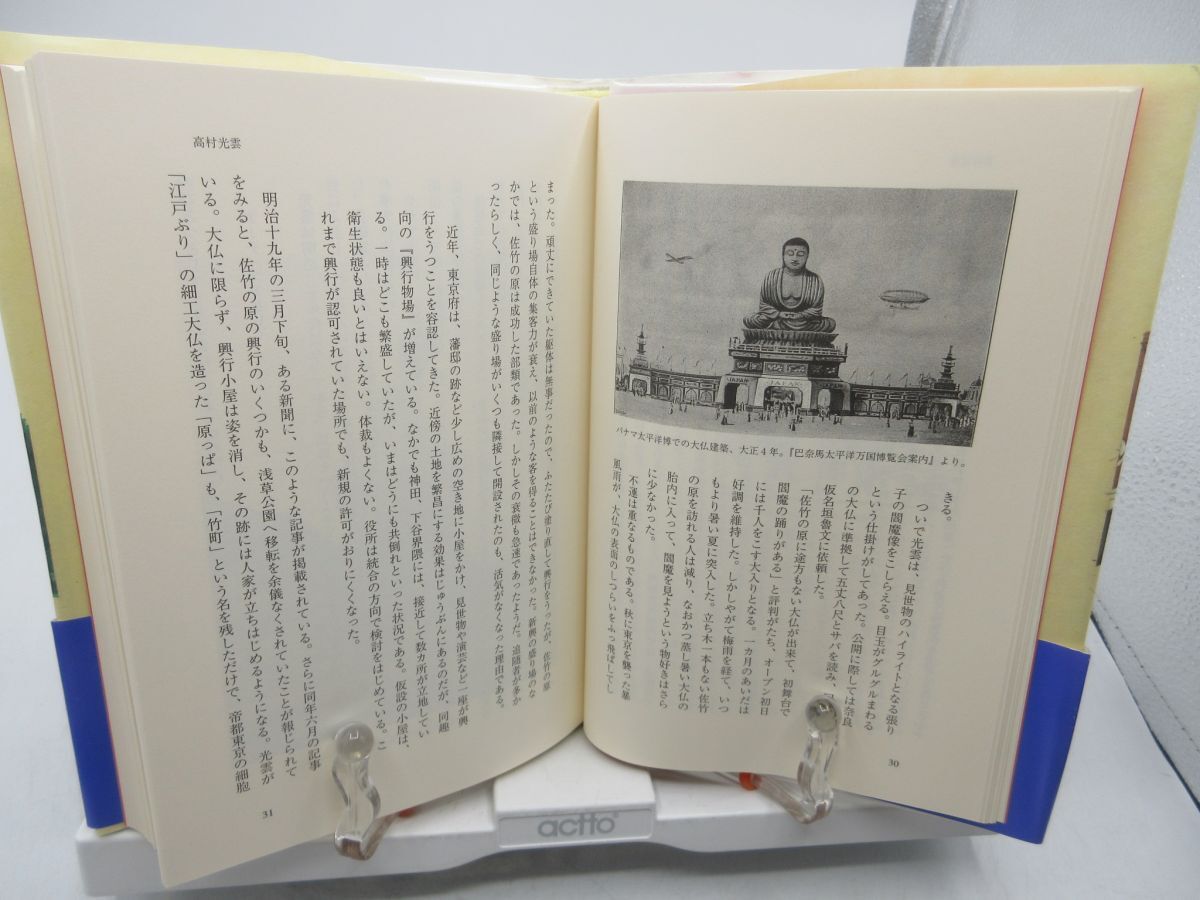 パナマ太平洋博での大仏建築、大正4年。『巴奈馬太平洋万国博覧会案内』より。
きる。
ついで光雲は、見世物のハイライトとなる張り
子の閻魔像をこしらえる。目玉がグルグルまわる
という仕掛けがしてあった。公開に際しては奈良
の大仏に準拠して五丈八尺とサバを読み、
仮名垣魯文に依頼した。
「佐竹の原に途方もない大仏が出来て、初舞台で
閻魔の踊りがある」と評判がたち、オープン初日
には千人をこす大入りとなる。一カ月のあいだは
好調を維持した。しかしやがて梅雨を経て、いつ
もより暑い夏に突入した。立ち木一本もない佐竹
の原を訪れる人は減り、なおかつ蒸し暑い大仏の
胎内に入って、閻魔を見ようという物好きはさら
に少なかった。
不運は重なるものである。秋に東京を襲った暴
風雨が、大仏の表面のしつらいをふっ飛ばしてし
30
高村光雲
まった。頑丈にできていた躯体は無事だったので、ふたたび塗り直して興行をうったが、佐竹の原
という盛り場自体の集客力が衰え、以前のような客を得ることはできなかった。新興の盛り場のな
かでは、佐竹の原は成功した部類であった。しかしその衰微も急速であったようだ。追随者が多か
ったらしく、同じような盛り場がいくつも隣接して開設されたのも、活気がなくなった理由である。
近年、東京府は、藩邸の跡など少し広めの空き地に小屋をかけ、見世物や演芸など一座が興
行をうつことを容認してきた。近傍の土地を繁昌にする効果はじゅうぶんにあるのだが、同趣
向の『興行物場』が増えている。なかでも神田、下谷界隈には、接近して数カ所が立地してい
る。一時はどこも繁盛していたが、いまはどうにも共倒れといった状況である。仮設の小屋は、
衛生状態も良いとはいえない。体裁もよくない。役所は統合の方向で検討をはじめている。こ
れまで興行が認可されていた場所でも、新規の許可がおりにくくなった。
明治十九年の三月下旬、ある新聞に、このような記事が掲載されている。さらに同年六月の記事
をみると、佐竹の原の興行のいくつかも、浅草公園へ移転を余儀なくされていたことが報じられて
いる。大仏に限らず、興行小屋は姿を消し、その跡には人家が立ちはじめるようになる。光雲が
「江戸ぶり」の細工大仏を造った「原っぱ」も、「竹町」という名を残しただけで、帝都東京の細胞
31
JAPAN
JAPAN
actto